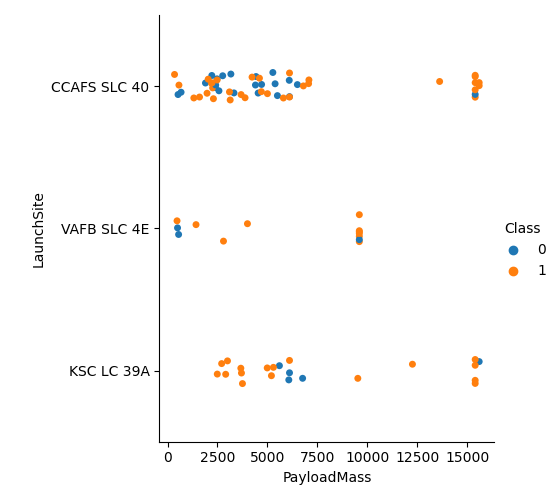 CCAFS SLC 40
VAFB SLC 4E
KSC LC 39A
LaunchSite
0 2500 5000 7500 10000 12500 15000
PayloadMass
Class
0
1